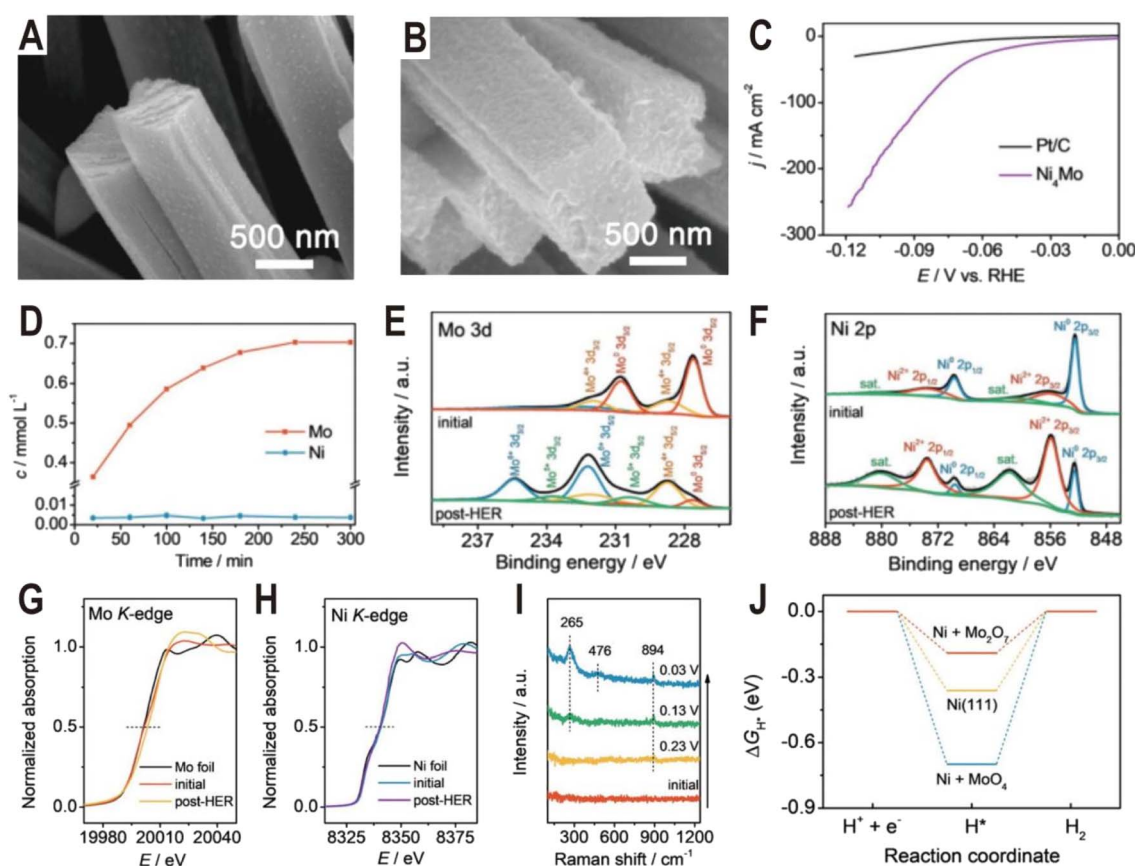 A
500 nm
B
500 nm
C
0
-100
-200
-300
j / mA cm⁻²
Pt/C
Ni₄Mo
-0.12
-0.09
-0.06
-0.03
0.00
E / V vs. RHE
D
0.7
0.6
0.5
0.4
0.01
0.00
c / mmol L⁻¹
Mo
Ni
0
50
100
150
200
250
300
Time / min
E
Mo 3d
Mo⁴⁺ 3d₃/₂
Mo⁰ 3d₃/₂
Mo⁴⁺ 3d₅/₂
Mo⁰ 3d₅/₂
initial
Mo⁶⁺ 3d₃/₂
Mo⁵⁺ 3d₃/₂
Mo⁶⁺ 3d₅/₂
Mo⁵⁺ 3d₅/₂
Mo⁴⁺ 3d₅/₂
Mo⁰ 3d₅/₂
post-HER
Intensity / a.u.
237
234
231
228
Binding energy / eV
F
Ni 2p
sat.
Ni²⁺ 2p₁/₂
Ni⁰ 2p₁/₂
sat.
Ni²⁺ 2p₃/₂
Ni⁰ 2p₃/₂
initial
sat.
Ni²⁺ 2p₁/₂
Ni⁰ 2p₁/₂
sat.
Ni²⁺ 2p₃/₂
Ni⁰ 2p₃/₂
post-HER
Intensity / a.u.
888
880
872
864
856
848
Binding energy / eV
G
Mo K-edge
1.0
0.5
0.0
Normalized absorption
Mo foil
initial
post-HER
19980
20010
20040
E / eV
H
Ni K-edge
1.0
0.5
0.0
Normalized absorption
Ni foil
initial
post-HER
8325
8350
8375
E / eV
I
265
476
894
0.03 V
0.13 V
0.23 V
initial
Intensity / a.u.
300
600
900
1200
Raman shift / cm⁻¹
J
0.0
-0.3
-0.6
-0.9
ΔG_H* (eV)
Ni + Mo₂O₇
Ni(111)
Ni + MoO₄
H⁺ + e⁻
H*
H₂
Reaction coordinate